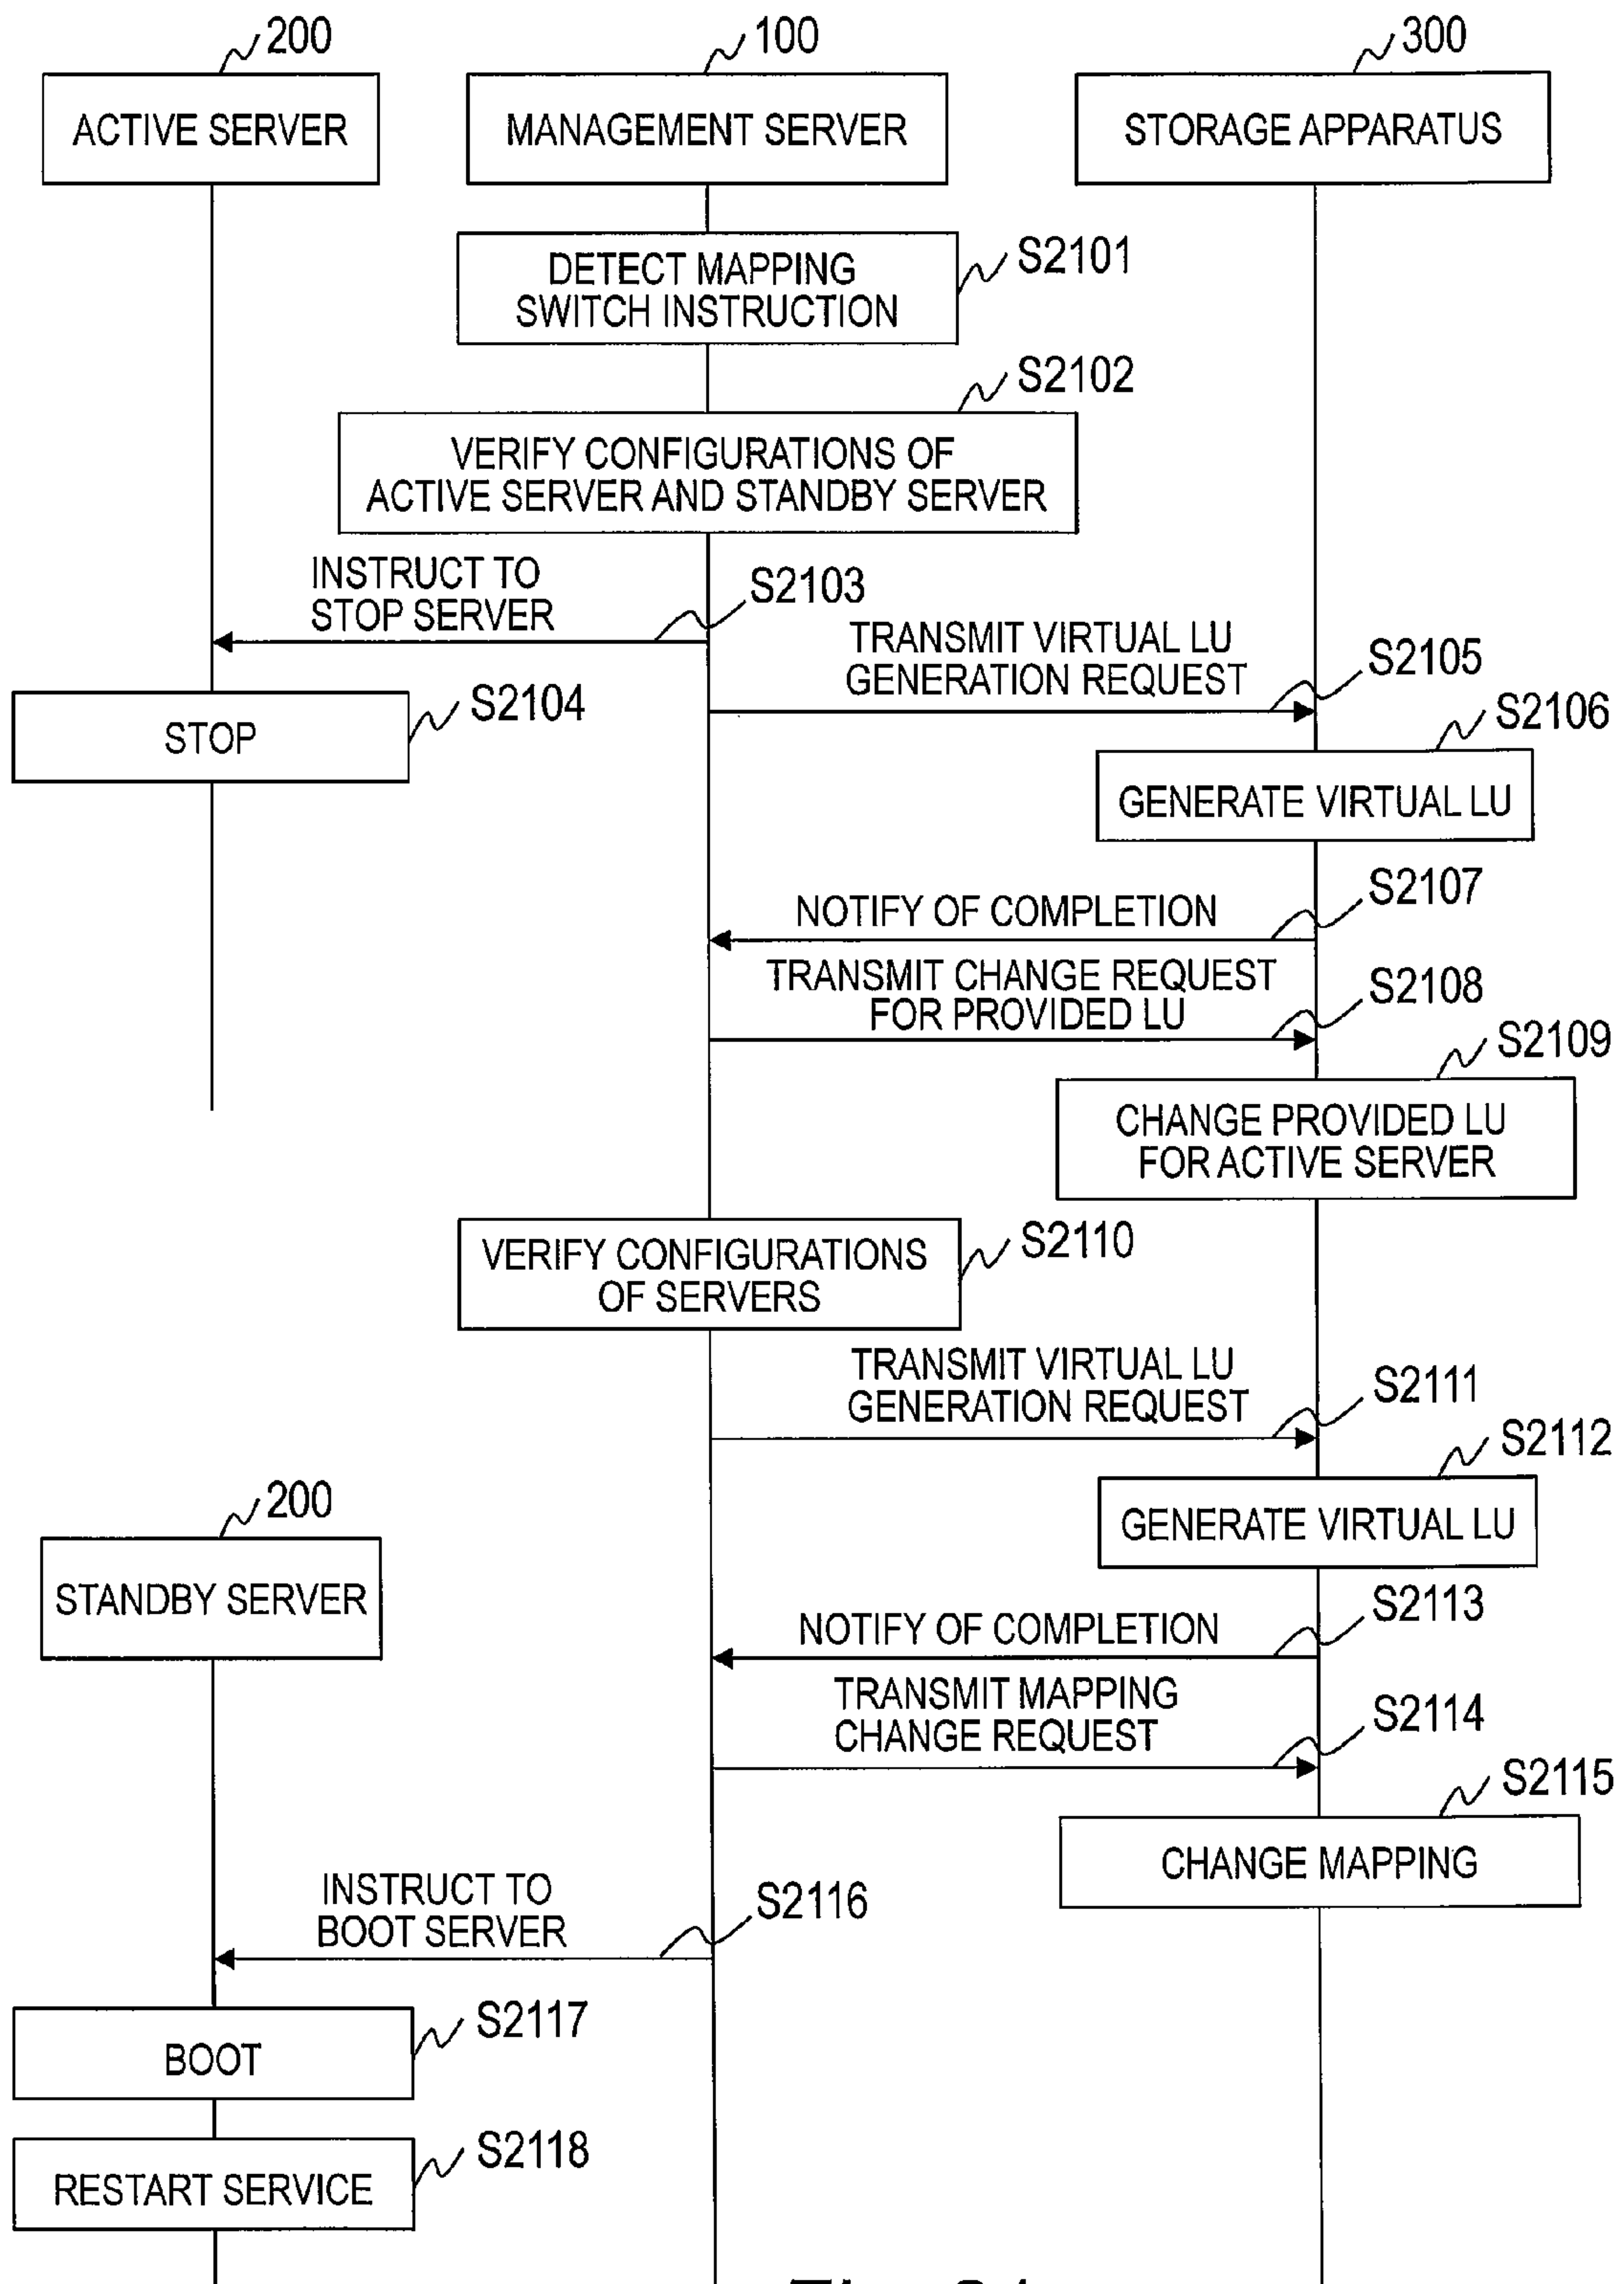 200
100
300
ACTIVE SERVER
MANAGEMENT SERVER
STORAGE APPARATUS
S2101
DETECT MAPPING
SWITCH INSTRUCTION
S2102
VERIFY CONFIGURATIONS OF
ACTIVE SERVER AND STANDBY SERVER
INSTRUCT TO
STOP SERVER
S2103
TRANSMIT VIRTUAL LU
GENERATION REQUEST
S2105
S2104
STOP
S2106
GENERATE VIRTUAL LU
S2107
NOTIFY OF COMPLETION
TRANSMIT CHANGE REQUEST
FOR PROVIDED LU
S2108
S2109
CHANGE PROVIDED LU
FOR ACTIVE SERVER
S2110
VERIFY CONFIGURATIONS
OF SERVERS
TRANSMIT VIRTUAL LU
GENERATION REQUEST
S2111
S2112
GENERATE VIRTUAL LU
200
STANDBY SERVER
S2113
NOTIFY OF COMPLETION
TRANSMIT MAPPING
CHANGE REQUEST
S2114
S2115
CHANGE MAPPING
INSTRUCT TO
BOOT SERVER
S2116
S2117
BOOT
S2118
RESTART SERVICE